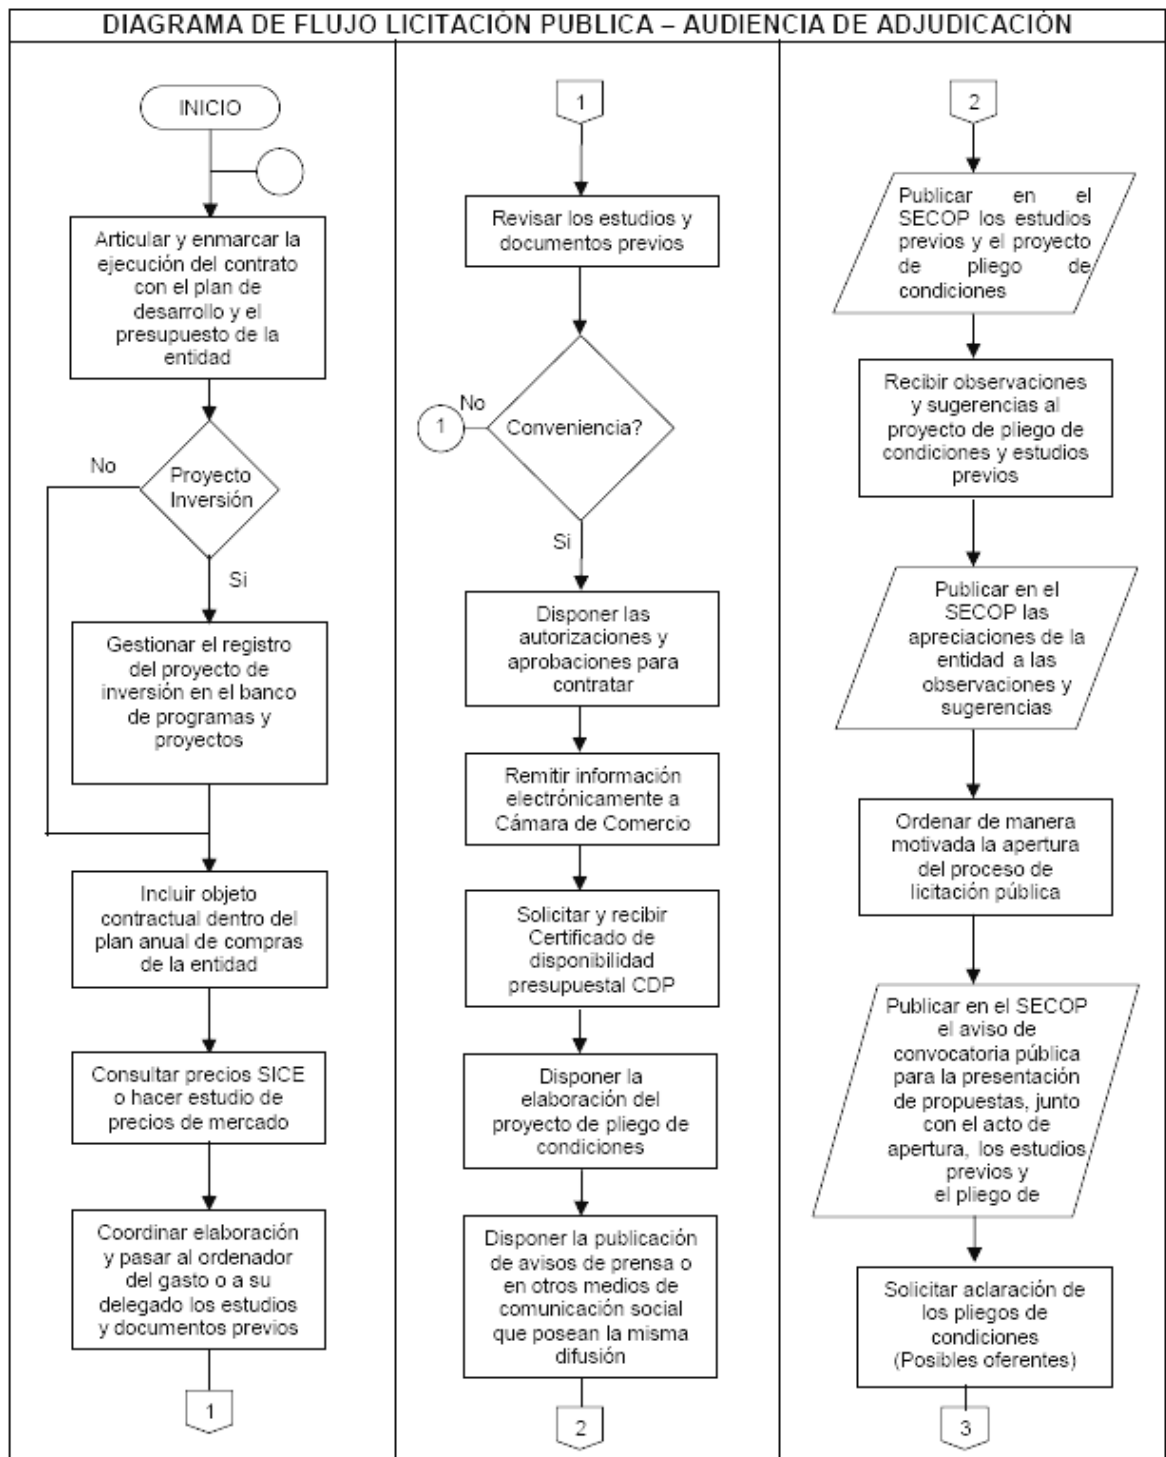 DIAGRAMA DE FLUJO LICITACIÓN PUBLICA – AUDIENCIA DE ADJUDICACIÓN
INICIO
Articular y enmarcar la
ejecución del contrato
con el plan de
desarrollo y el
presupuesto de la
entidad
No
Proyecto
Inversión
Si
Gestionar el registro
del proyecto de
inversión en el banco
de programas y
proyectos
Incluir objeto
contractual dentro del
plan anual de compras
de la entidad
Consultar precios SICE
o hacer estudio de
precios de mercado
Coordinar elaboración
y pasar al ordenador
del gasto o a su
delegado los estudios
y documentos previos
1
1
Revisar los estudios y
documentos previos
No
1
Conveniencia?
Si
Disponer las
autorizaciones y
aprobaciones para
contratar
Remitir información
electrónicamente a
Cámara de Comercio
Solicitar y recibir
Certificado de
disponibilidad
presupuestal CDP
Disponer la
elaboración del
proyecto de pliego de
condiciones
Disponer la publicación
de avisos de prensa o
en otros medios de
comunicación social
que posean la misma
difusión
2
2
Publicar en el
SECOP los estudios
previos y el proyecto
de pliego de
condiciones
Recibir observaciones
y sugerencias al
proyecto de pliego de
condiciones y estudios
previos
Publicar en el
SECOP las
apreciaciones de la
entidad a las
observaciones y
sugerencias
Ordenar de manera
motivada la apertura
del proceso de
licitación pública
Publicar en el SECOP
el aviso de
convocatoria pública
para la presentación
de propuestas, junto
con el acto de
apertura, los estudios
previos y
el pliego de
Solicitar aclaración de
los pliegos de
condiciones
(Posibles oferentes)
3